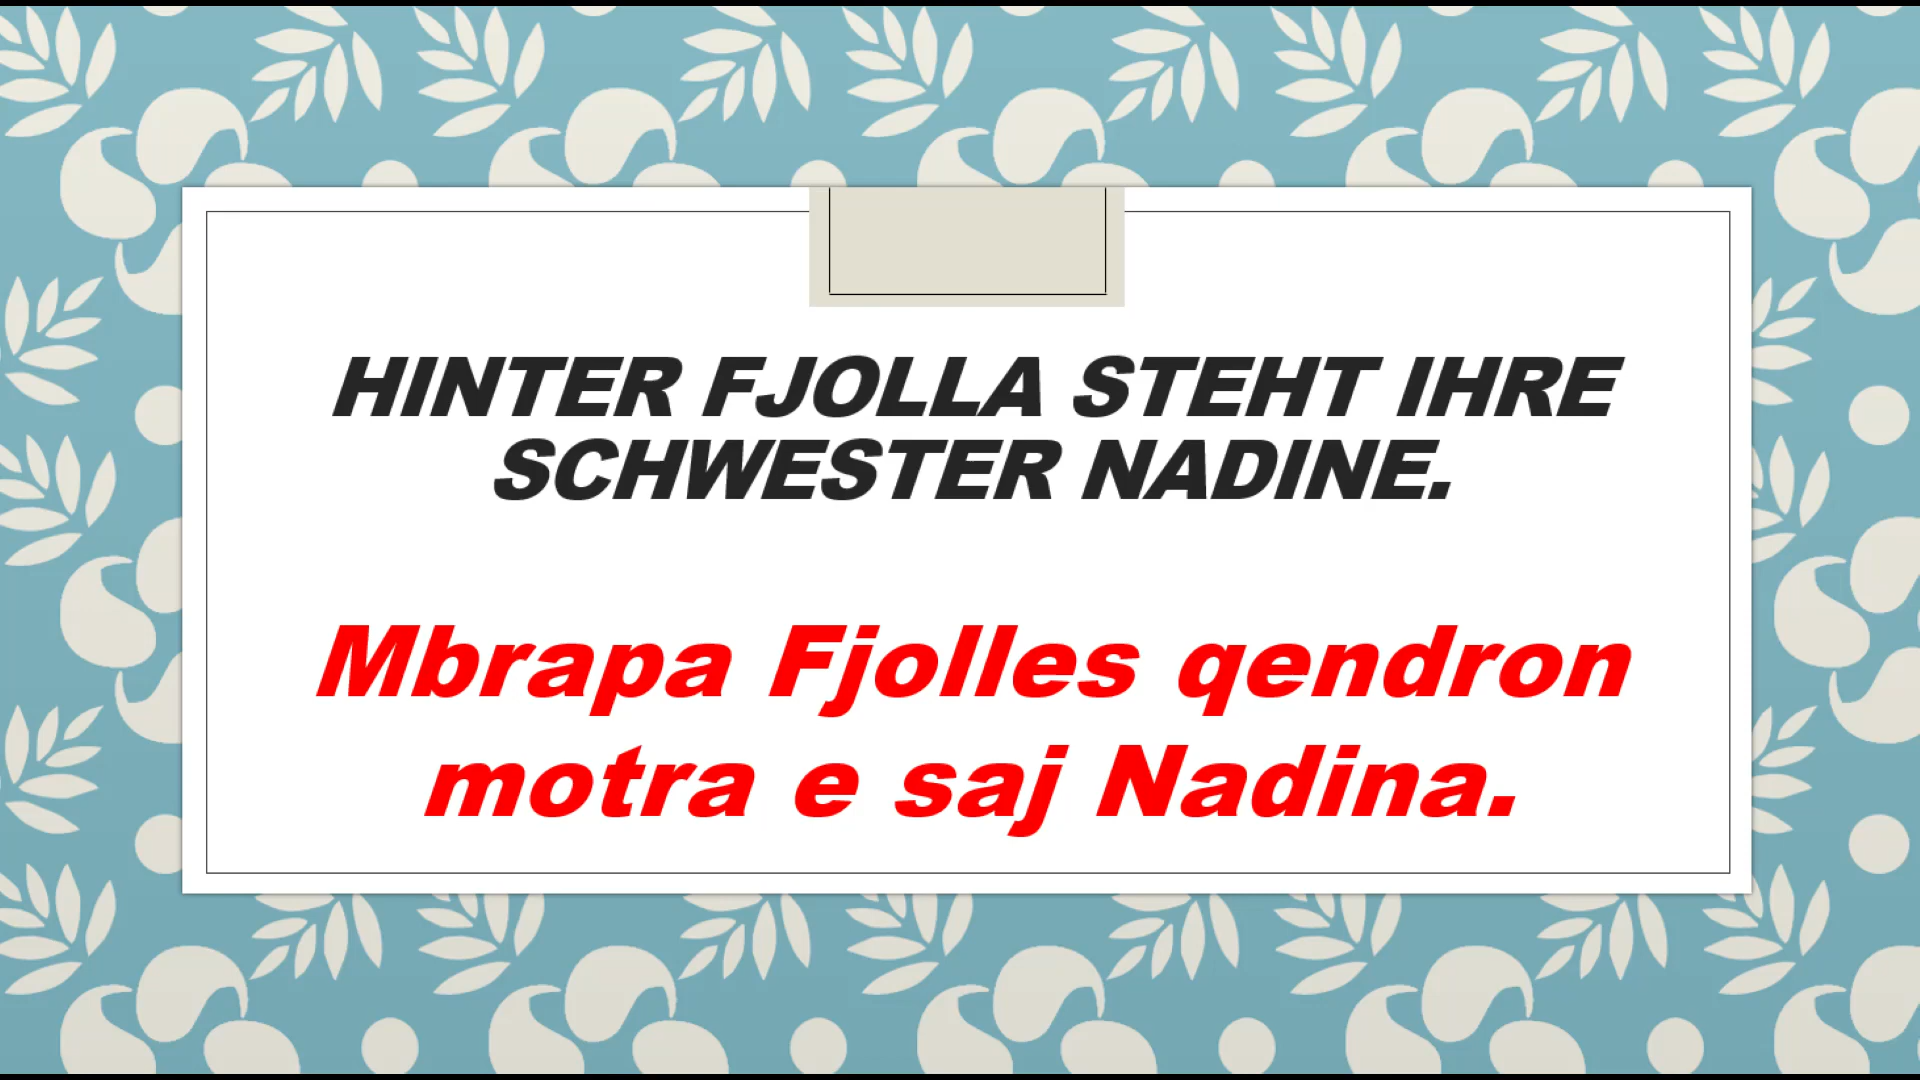 HINTER FJOLLA STEHT IHRE
SCHWESTER NADINE.
Mbrapa Fjolles qendron
motra e saj Nadina.